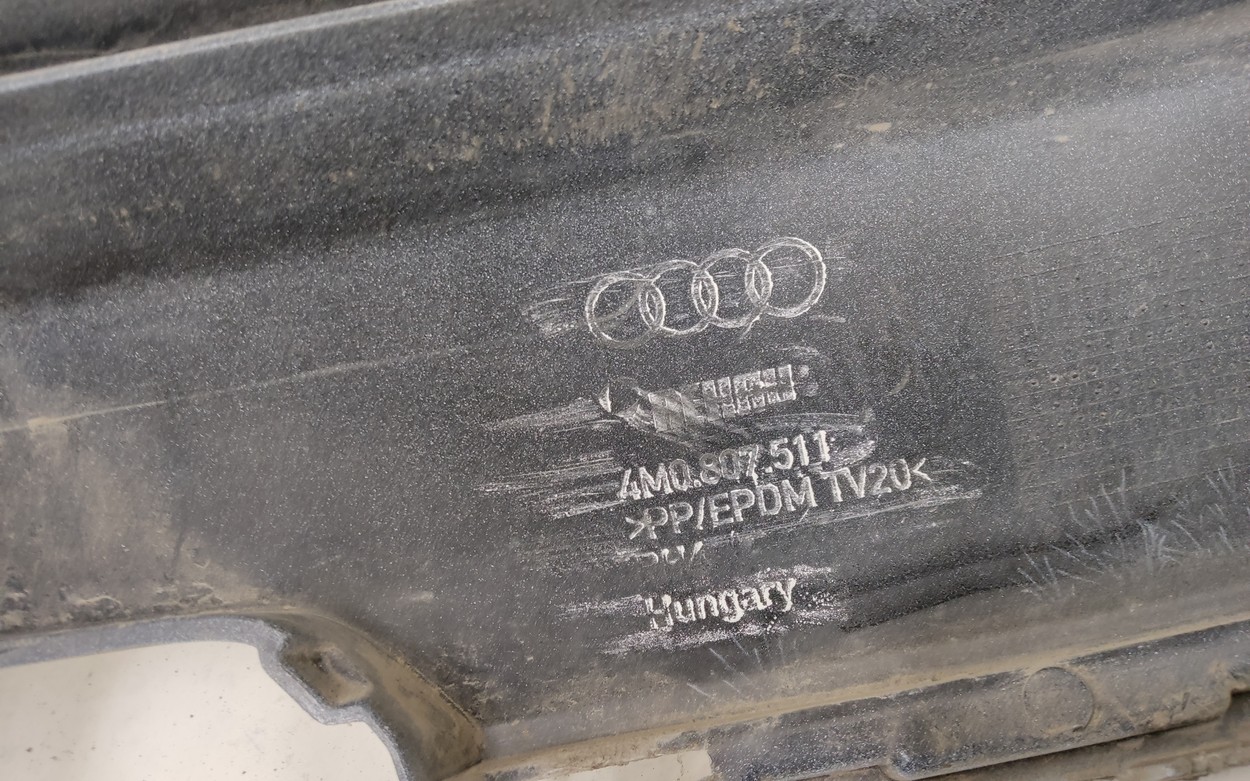 4M0.807.511
>PP/EPDM TV20<
Hungary